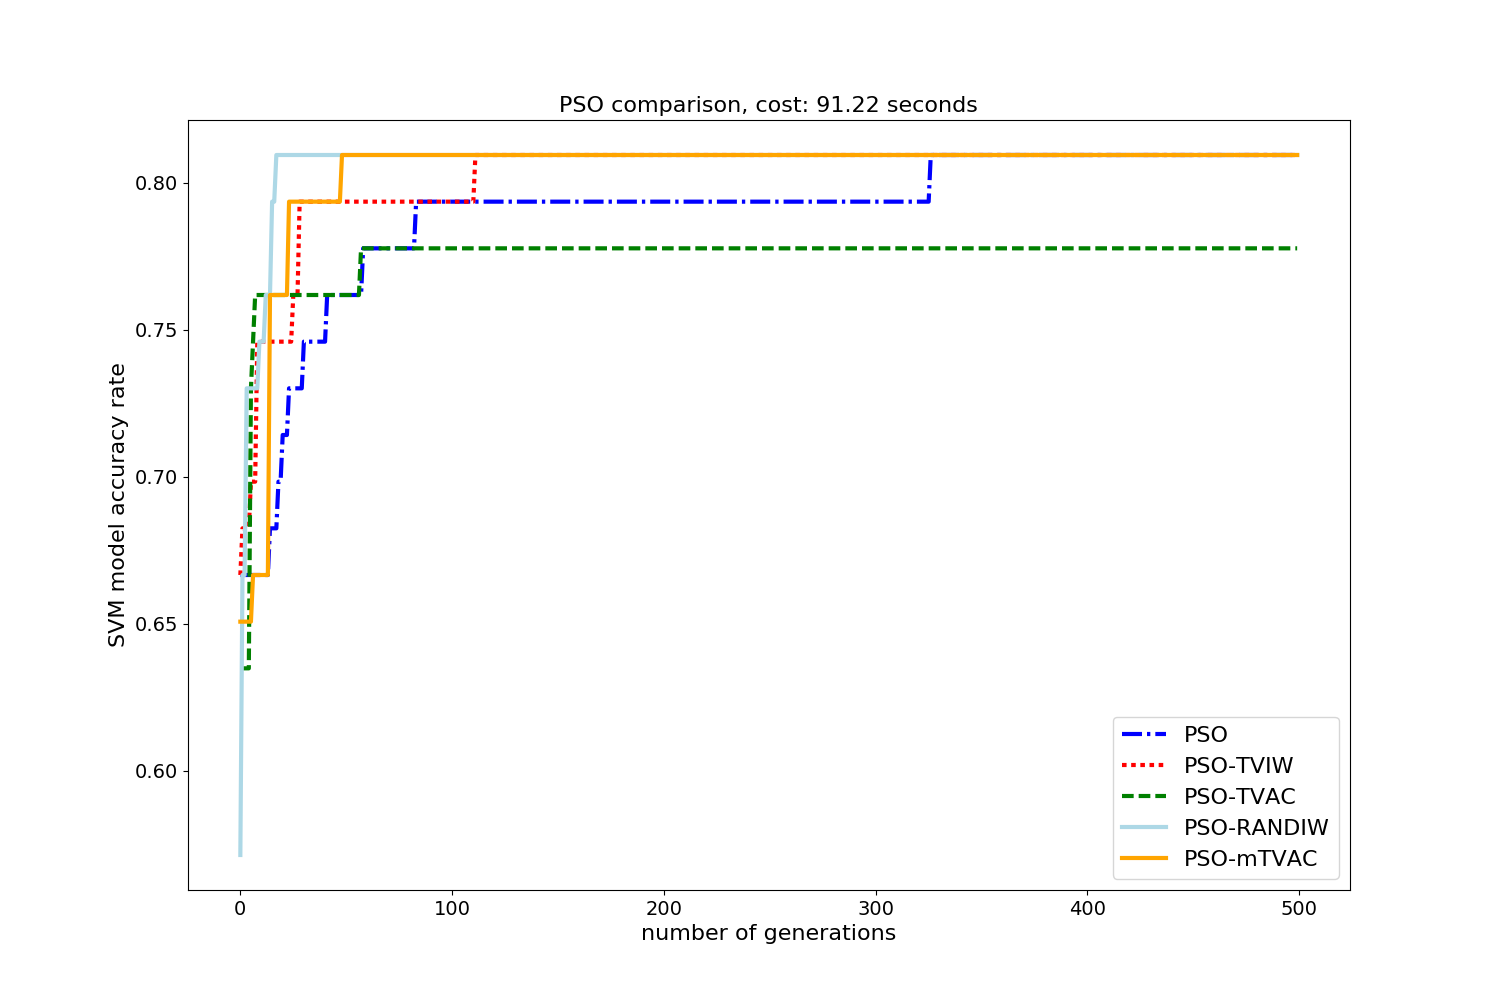 PSO comparison, cost: 91.22 seconds
SVM model accuracy rate
0.80
0.75
0.70
0.65
0.60
0
100
200
300
400
500
number of generations
PSO
PSO-TVIW
PSO-TVAC
PSO-RANDIW
PSO-mTVAC